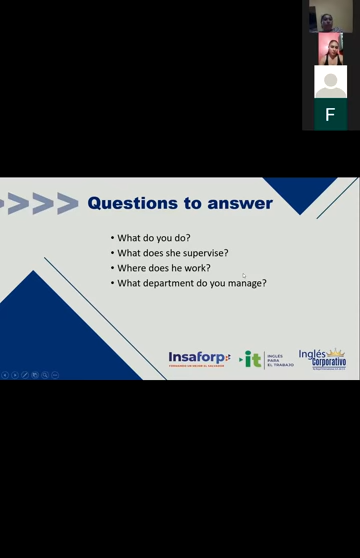 F
Questions to answer
• What do you do?
• What does she supervise?
• Where does he work?
• What department do you manage?
Insaforp
it
INGLÉS
PARA
EL TRABAJO
Inglés
Corporativo